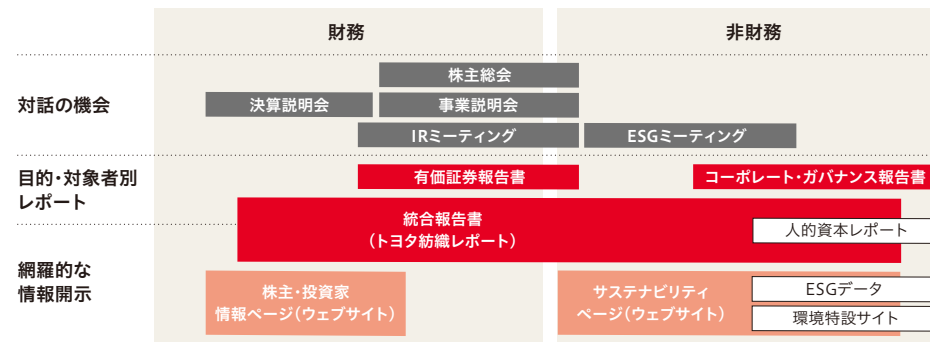 財務
非財務
対話の機会
株主総会
決算説明会
事業説明会
IRミーティング
ESGミーティング
目的・対象者別
レポート
有価証券報告書
コーポレート・ガバナンス報告書
統合報告書
（トヨタ紡織レポート）
人的資本レポート
網羅的な
情報開示
株主・投資家
情報ページ（ウェブサイト）
サステナビリティ
ページ（ウェブサイト）
ESGデータ
環境特設サイト